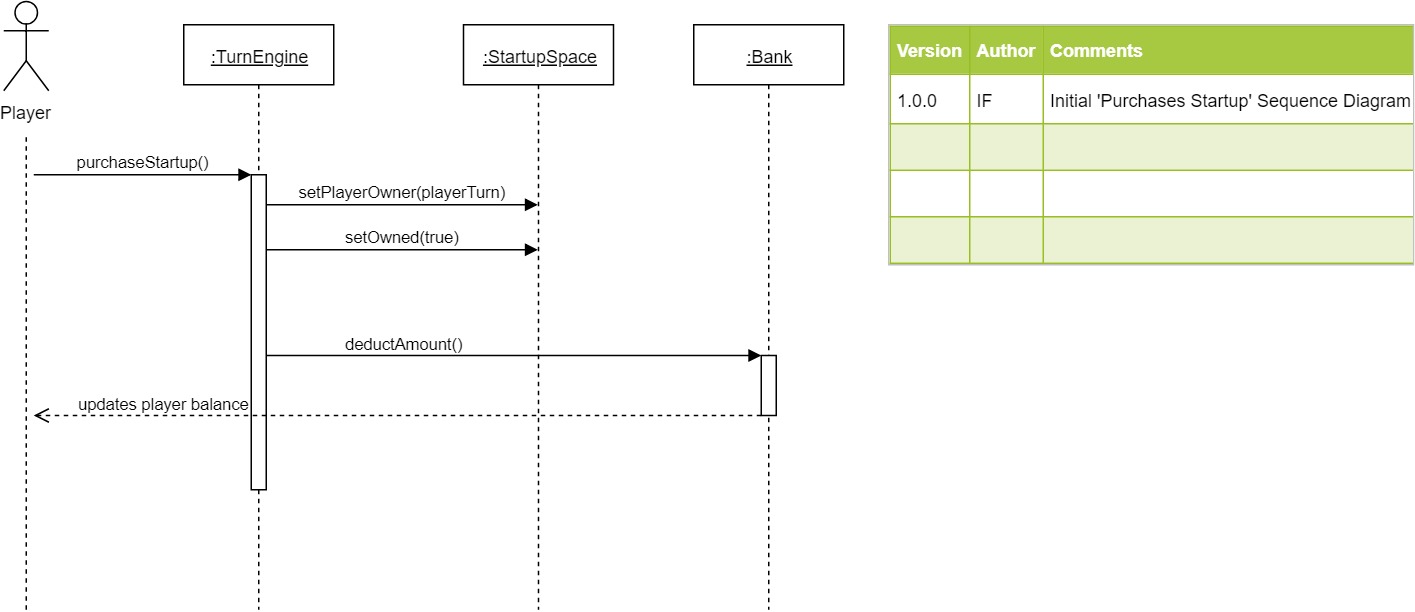 Player
:TurnEngine
:StartupSpace
:Bank
purchaseStartup()
setPlayerOwner(playerTurn)
setOwned(true)
deductAmount()
updates player balance
Version Author Comments
1.0.0 IF Initial 'Purchases Startup' Sequence Diagram